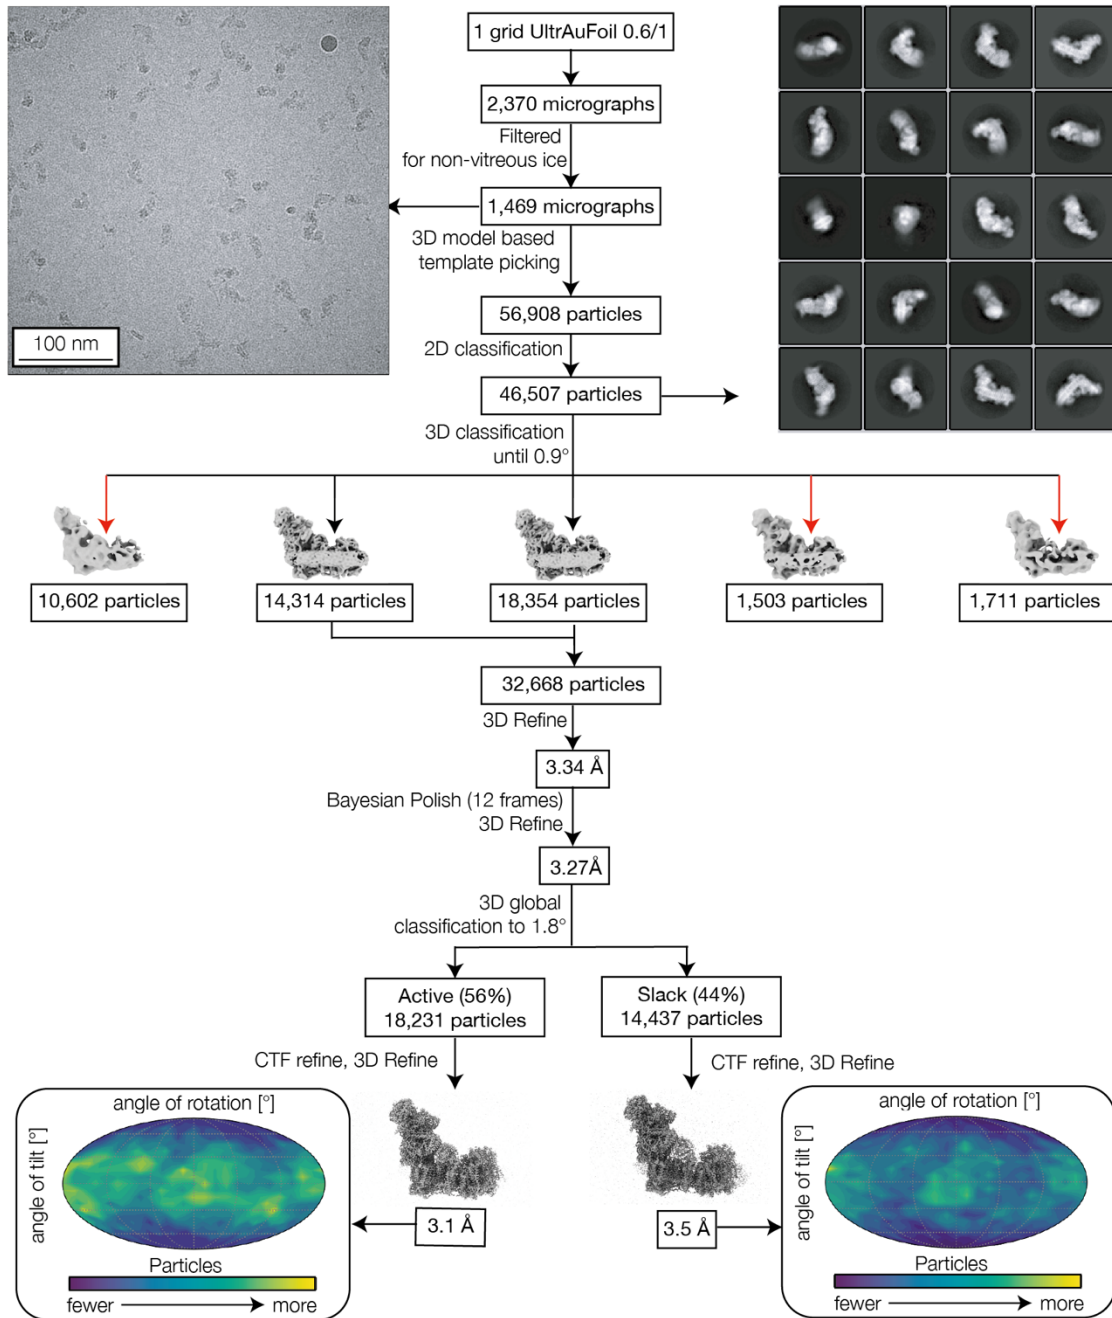 1 grid UltrAuFoil 0.6/1
2,370 micrographs
Filtered
for non-vitreous ice
1,469 micrographs
3D model based
template picking
100 nm
56,908 particles
2D classification
46,507 particles
3D classification
until 0.9°
10,602 particles
14,314 particles
18,354 particles
1,503 particles
1,711 particles
32,668 particles
3D Refine
3.34 Å
Bayesian Polish (12 frames)
3D Refine
3.27Å
3D global
classification to 1.8°
Active (56%)
18,231 particles
Slack (44%)
14,437 particles
CTF refine, 3D Refine
CTF refine, 3D Refine
angle of rotation [°]
angle of tilt [°]
Particles
fewer
more
3.1 Å
3.5 Å
angle of rotation [°]
angle of tilt [°]
Particles
fewer
more